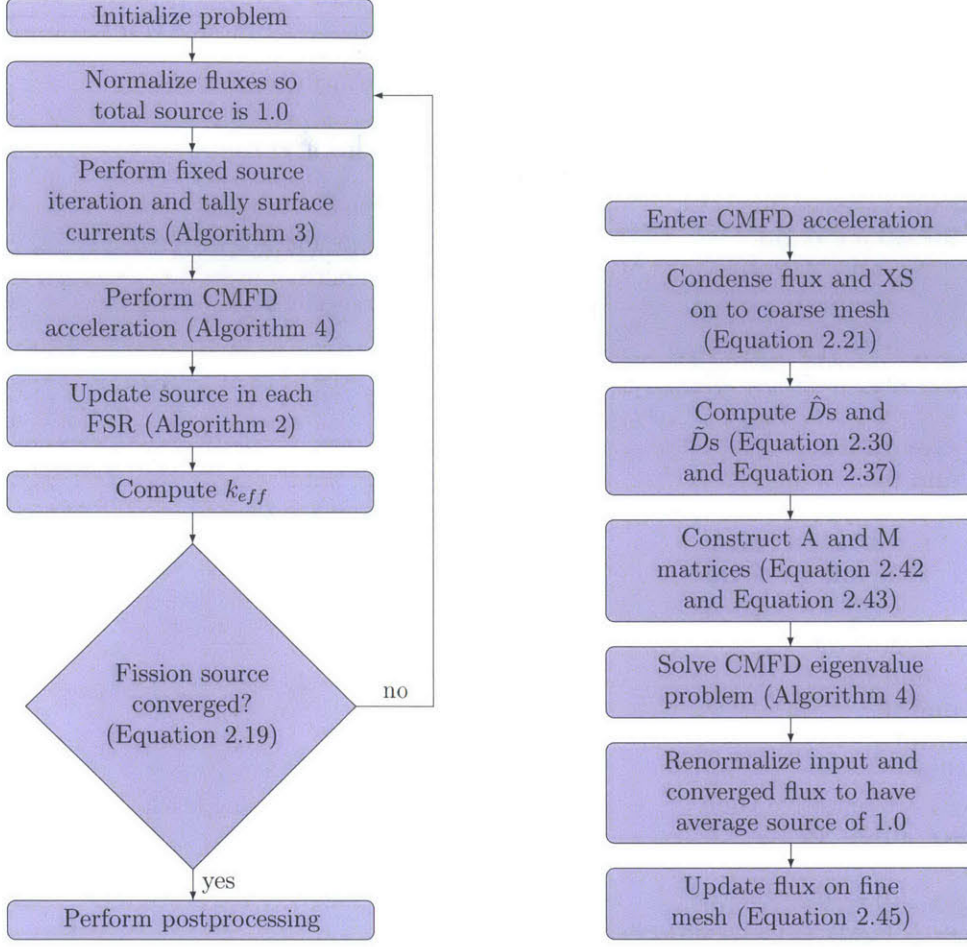 Initialize problem
Normalize fluxes so
total source is 1.0
Perform fixed source
iteration and tally surface
currents (Algorithm 3)
Perform CMFD
acceleration (Algorithm 4)
Update source in each
FSR (Algorithm 2)
Compute k_{eff}
Fission source
converged?
(Equation 2.19)
no
yes
Perform postprocessing
Enter CMFD acceleration
Condense flux and XS
on to coarse mesh
(Equation 2.21)
Compute D̂s and
D̃s (Equation 2.30
and Equation 2.37)
Construct A and M
matrices (Equation 2.42
and Equation 2.43)
Solve CMFD eigenvalue
problem (Algorithm 4)
Renormalize input and
converged flux to have
average source of 1.0
Update flux on fine
mesh (Equation 2.45)